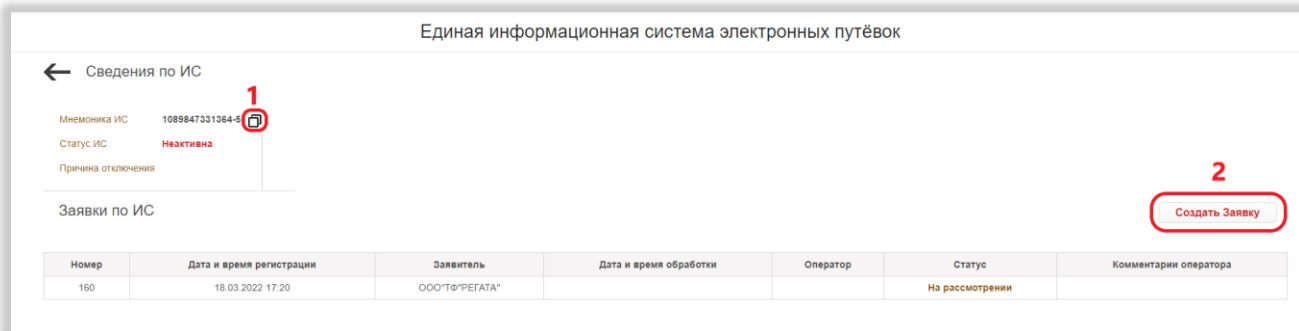 Единая информационная система электронных путёвок
Сведения по ИС
1
Мнемоника ИС 1089847331364-5
Статус ИС Неактивна
Причина отключения
2
Заявки по ИС Создать Заявку
Номер Дата и время регистрации Заявитель Дата и время обработки Оператор Статус Комментарии оператора
160 18.03.2022 17:20 ООО"ТФ"РЕГАТА" На рассмотрении